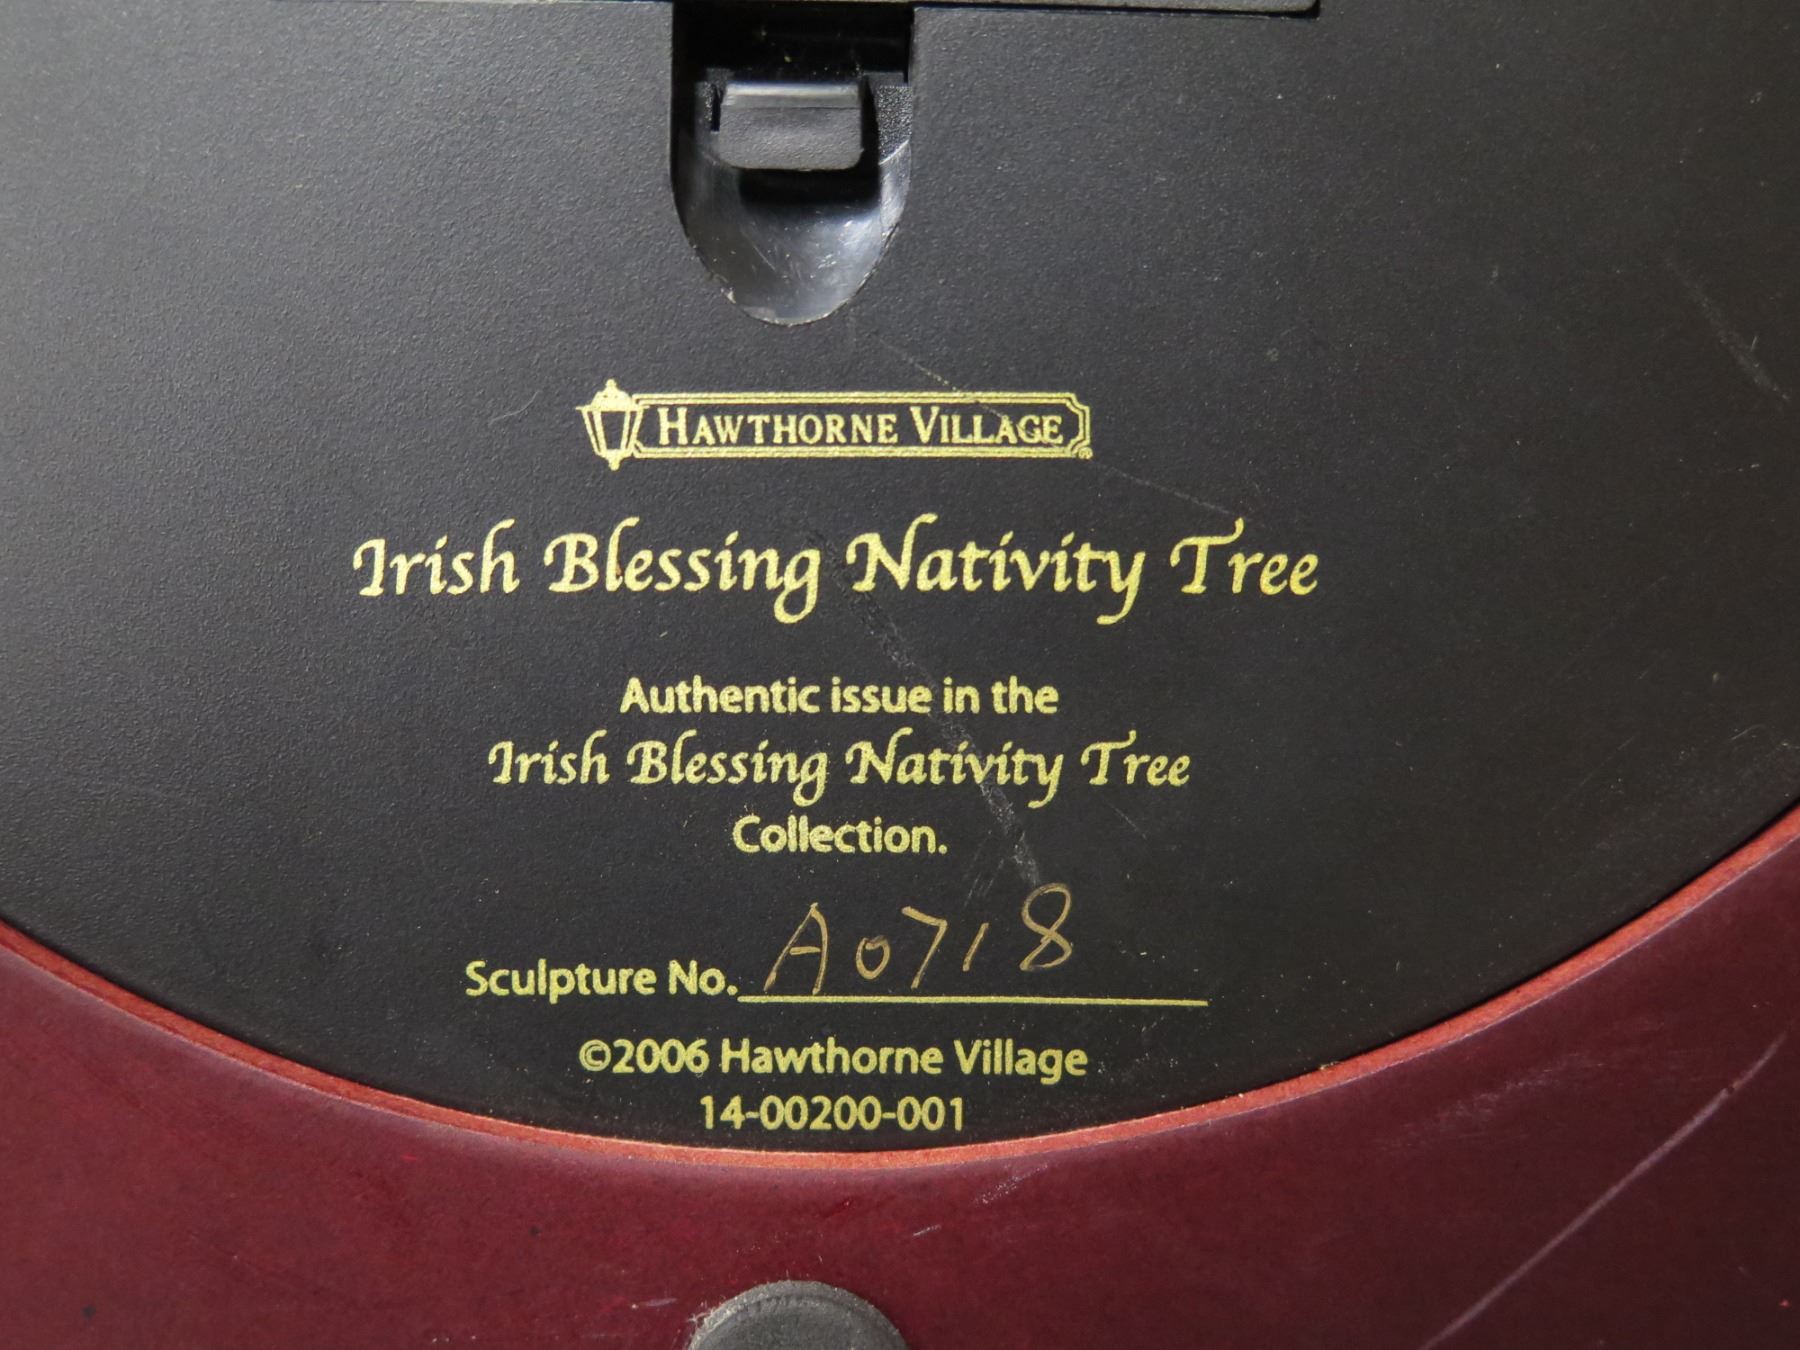 HAWTHORNE VILLAGE
Irish Blessing Nativity Tree
Authentic issue in the
Irish Blessing Nativity Tree
Collection.
Sculpture No. A0718
©2006 Hawthorne Village
14-00200-001